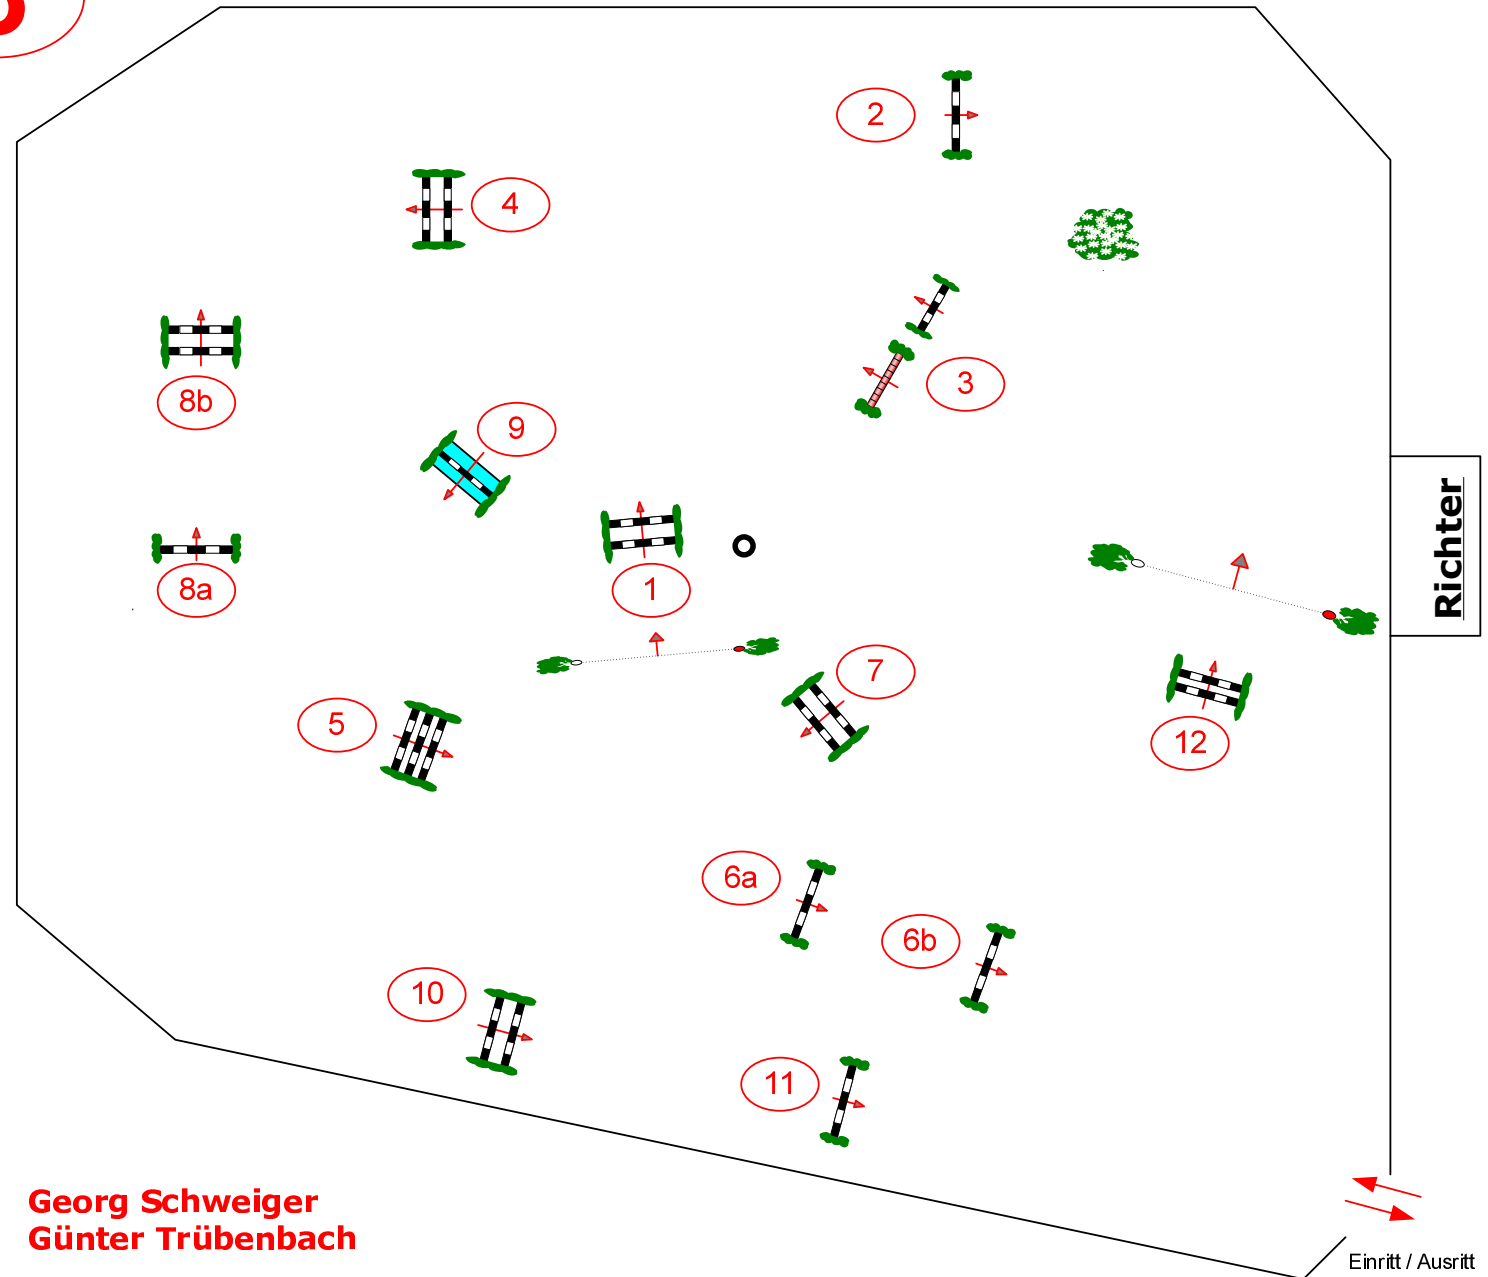 2
4
3
8b
9
8a
1
Richter
7
5
12
6a
6b
10
11
Georg Schweiger
Günter Trübenbach
Einritt / Ausritt